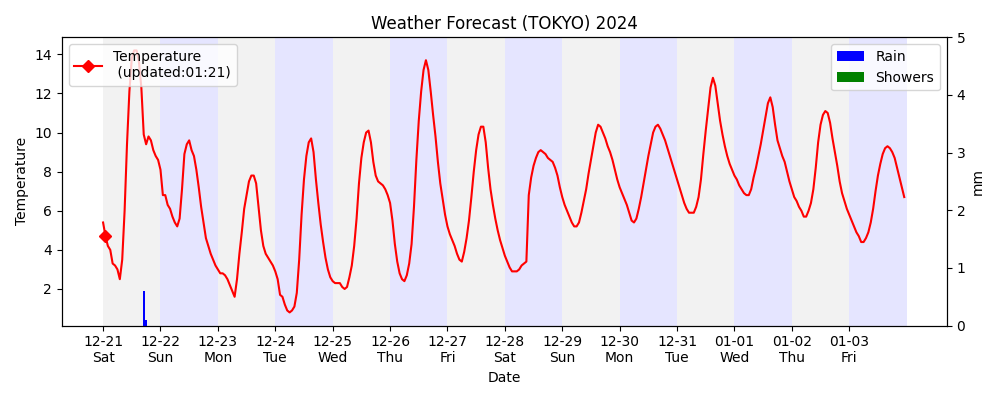 Weather Forecast (TOKYO) 2024
Temperature
(updated:01:21)
Rain
Showers
14
12
10
8
6
4
2
Temperature
5
4
3
2
1
0
mm
12-21 12-22 12-23 12-24 12-25 12-26 12-27 12-28 12-29 12-30 12-31 01-01 01-02 01-03
Sat Sun Mon Tue Wed Thu Fri Sat Sun Mon Tue Wed Thu Fri
Date